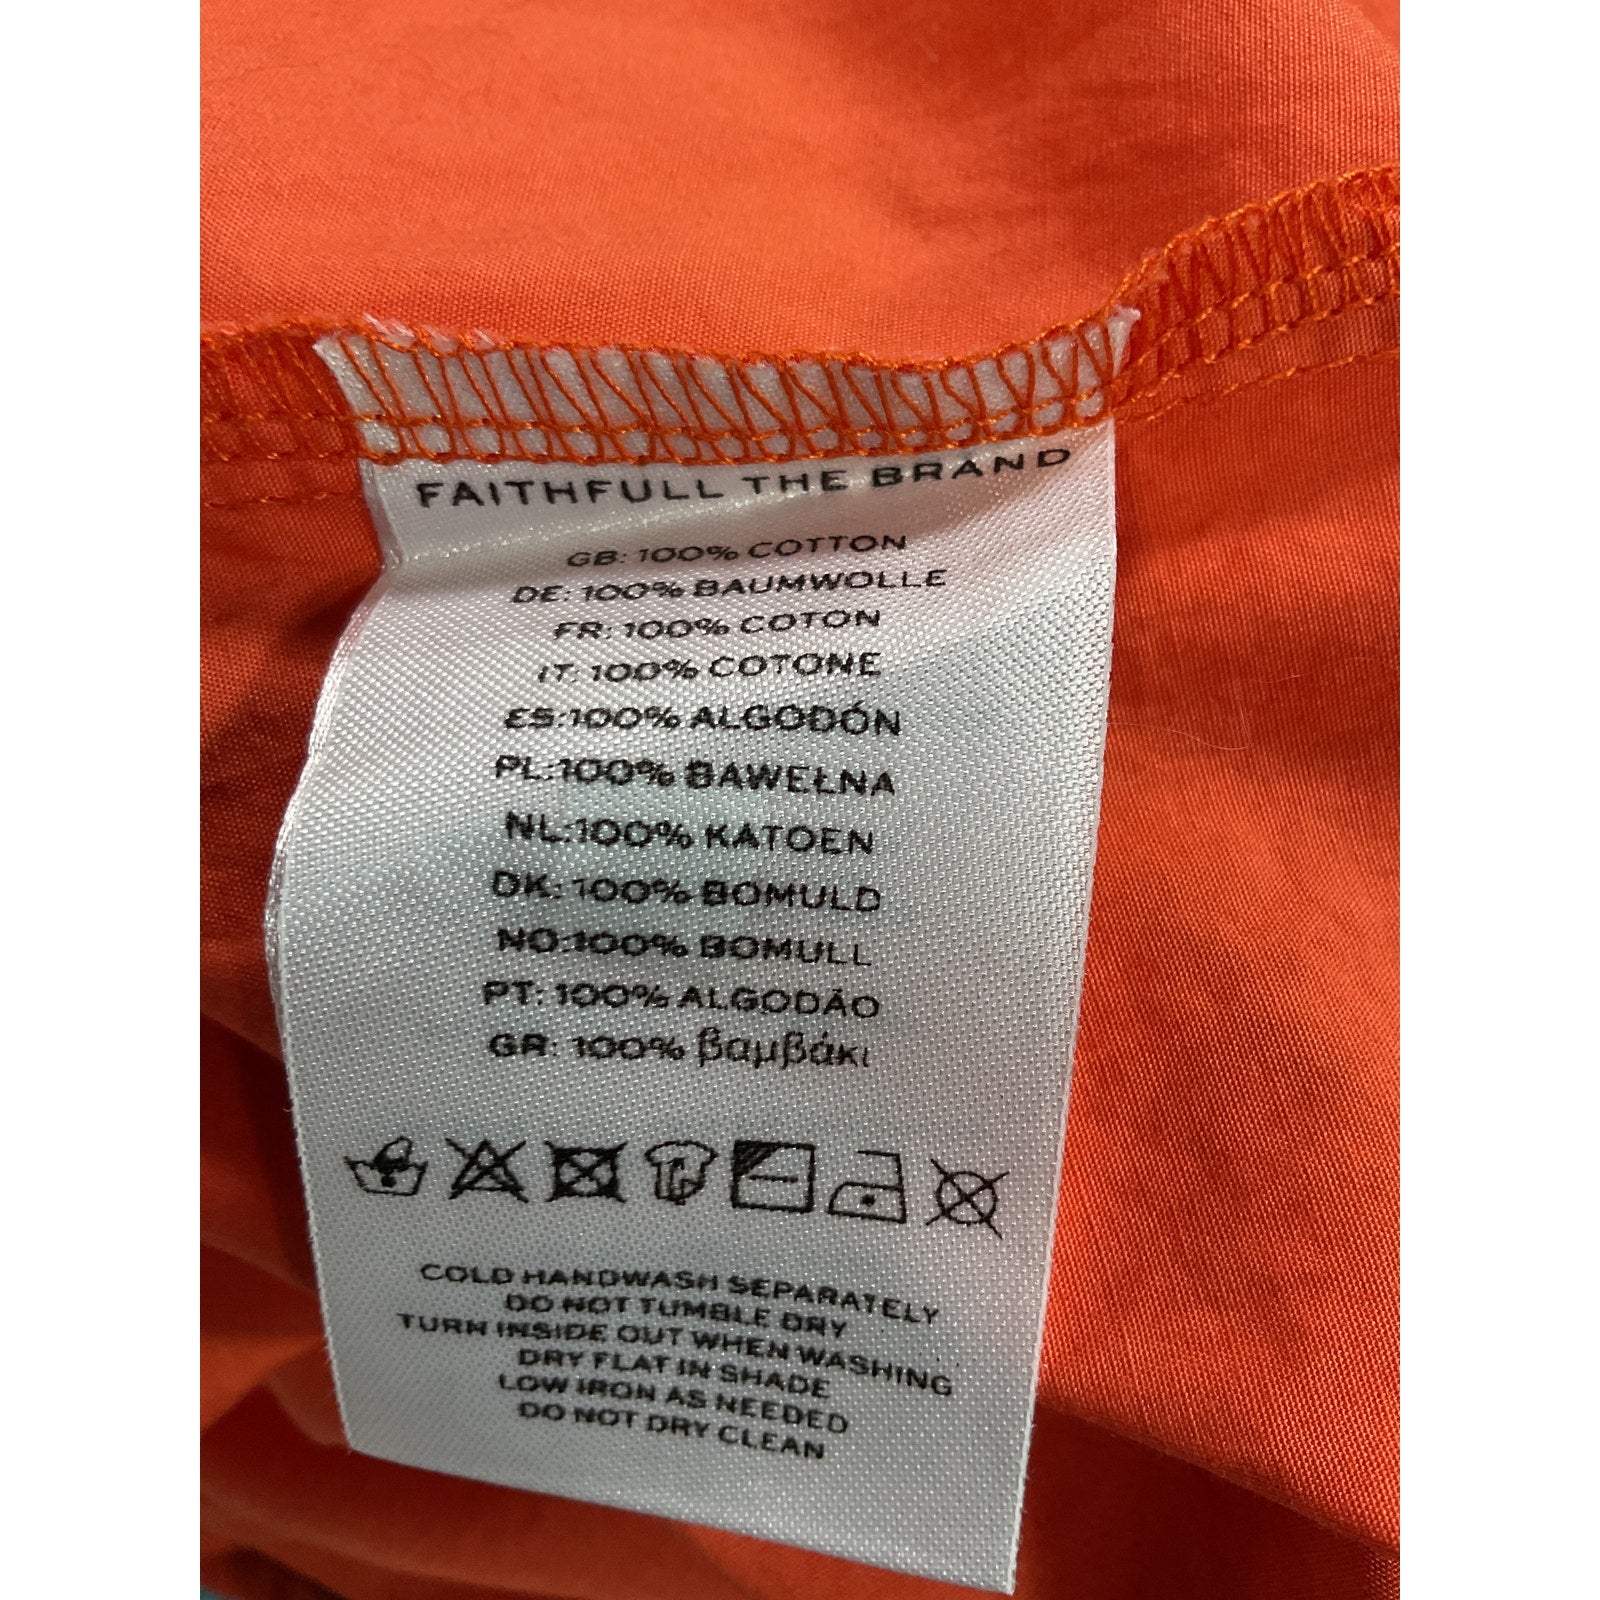 FAITHFULL THE BRAND
GB: 100% COTTON
DE: 100% BAUMWOLLE
FR: 100% COTON
IT: 100% COTONE
ES:100% ALGODÓN
PL:100% BAWEŁNA
NL:100% KATOEN
DK: 100% BOMULD
NO:100% BOMULL
PT: 100% ALGODÃO
GR: 100% βαμβάκι
COLD HANDWASH SEPARATELY
DO NOT TUMBLE DRY
TURN INSIDE OUT WHEN WASHING
DRY FLAT IN SHADE
LOW IRON AS NEEDED
DO NOT DRY CLEAN